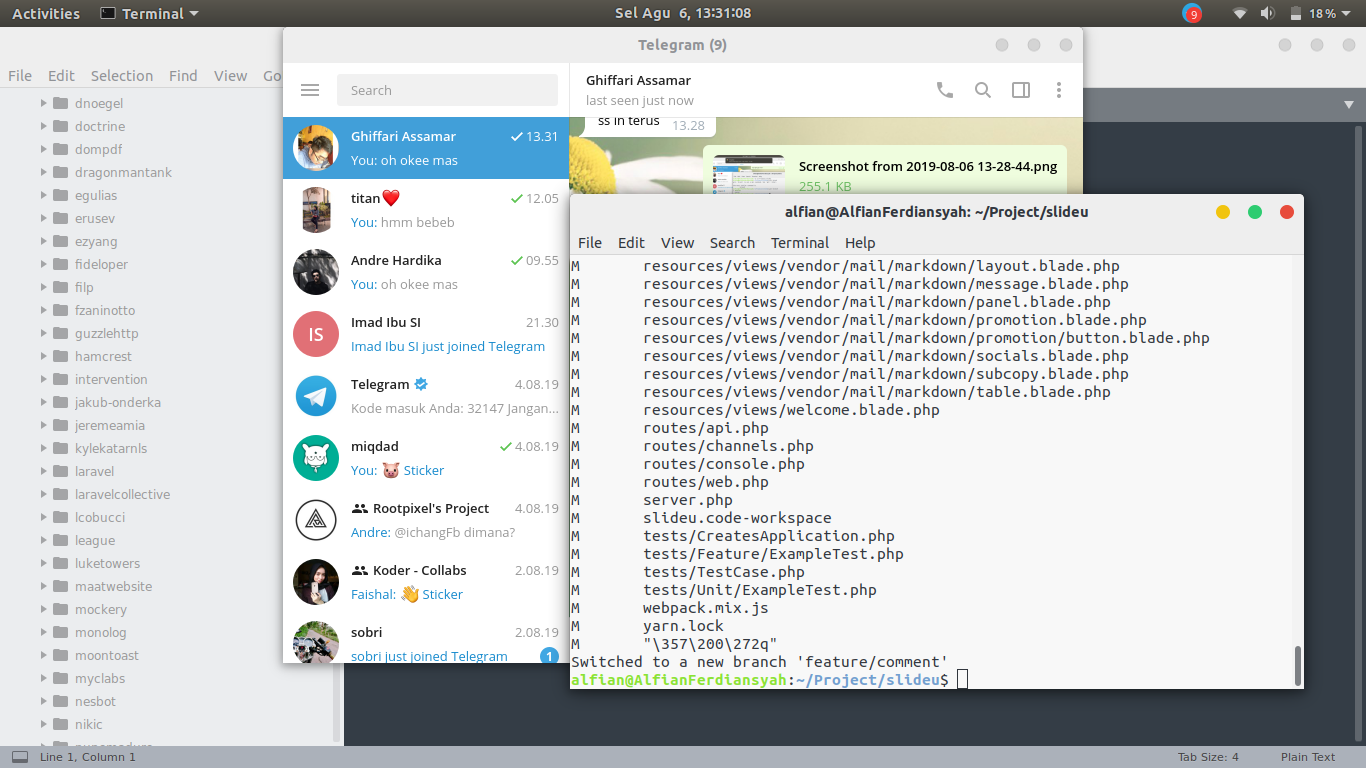 Activities
Terminal
Sel Agu 6, 13:31:08
9
18%
File Edit Selection Find View Go
dnoegel
doctrine
dompdf
dragonmantank
egulias
erusev
ezyang
fideloper
filp
fzaninotto
guzzlehttp
hamcrest
intervention
jakub-onderka
jeremeamia
kylekatarnls
laravel
laravelcollective
lcobucci
league
luketowers
maatwebsite
mockery
monolog
moontoast
myclabs
nesbot
nikic
Line 1, Column 1
Tab Size: 4
Plain Text
Telegram (9)
Search
Ghiffari Assamar 13.31
You: oh okee mas
titan❤️ 12.05
You: hmm bebeb
Andre Hardika 09.55
You: oh okee mas
IS
Imad Ibu SI 21.30
Imad Ibu SI just joined Telegram
Telegram 4.08.19
Kode masuk Anda: 32147 Jangan...
miqdad 4.08.19
You: 🐷 Sticker
Rootpixel's Project 4.08.19
Andre: @ichangFb dimana?
Koder - Collabs 2.08.19
Faishal: 👋 Sticker
sobri 2.08.19
sobri just joined Telegram 1
Ghiffari Assamar
last seen just now
ss in terus 13.28
Screenshot from 2019-08-06 13-28-44.png
255.1 KB
alfian@AlfianFerdiansyah: ~/Project/slideu
File Edit View Search Terminal Help
M resources/views/vendor/mail/markdown/layout.blade.php
M resources/views/vendor/mail/markdown/message.blade.php
M resources/views/vendor/mail/markdown/panel.blade.php
M resources/views/vendor/mail/markdown/promotion.blade.php
M resources/views/vendor/mail/markdown/promotion/button.blade.php
M resources/views/vendor/mail/markdown/socials.blade.php
M resources/views/vendor/mail/markdown/subcopy.blade.php
M resources/views/vendor/mail/markdown/table.blade.php
M resources/views/welcome.blade.php
M routes/api.php
M routes/channels.php
M routes/console.php
M routes/web.php
M server.php
M slideu.code-workspace
M tests/CreatesApplication.php
M tests/Feature/ExampleTest.php
M tests/TestCase.php
M tests/Unit/ExampleTest.php
M webpack.mix.js
M yarn.lock
M "\357\200\272q"
Switched to a new branch 'feature/comment'
alfian@AlfianFerdiansyah:~/Project/slideu$